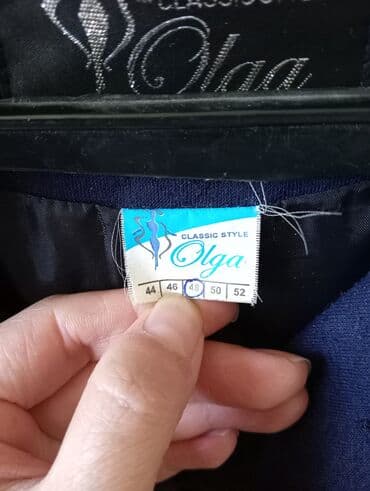 CLASSIC STYLE
Olga
CLASSIC STYLE
Olga
44 46 48 50 52